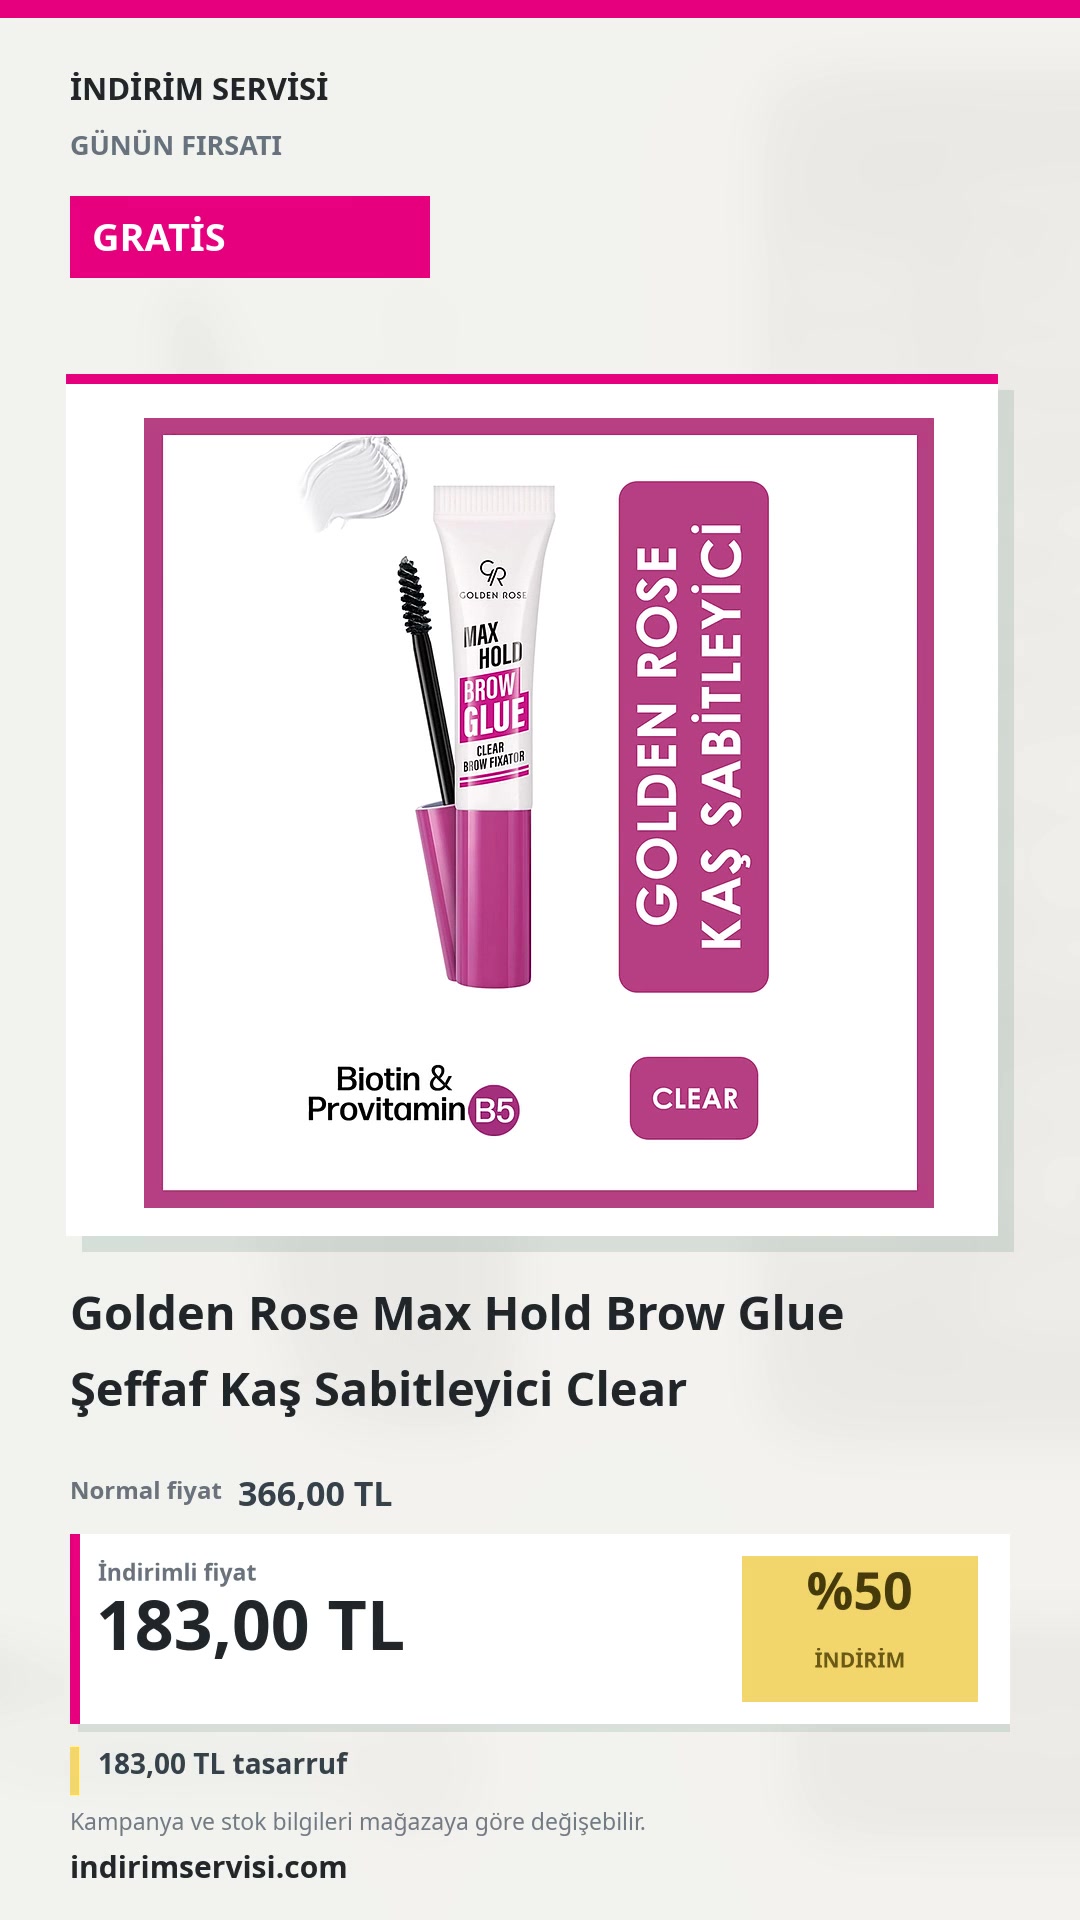 İNDİRİM SERVİSİ
GÜNÜN FIRSATI
GRATİS
GR
GOLDEN ROSE
MAX
HOLD
BROW
GLUE
CLEAR
BROW FIXATOR
GOLDEN ROSE
KAŞ SABİTLEYİCİ
Biotin &
Provitamin B5
CLEAR
Golden Rose Max Hold Brow Glue
Şeffaf Kaş Sabitleyici Clear
Normal fiyat 366,00 TL
İndirimli fiyat
183,00 TL
%50
İNDİRİM
183,00 TL tasarruf
Kampanya ve stok bilgileri mağazaya göre değişebilir.
indirimservisi.com